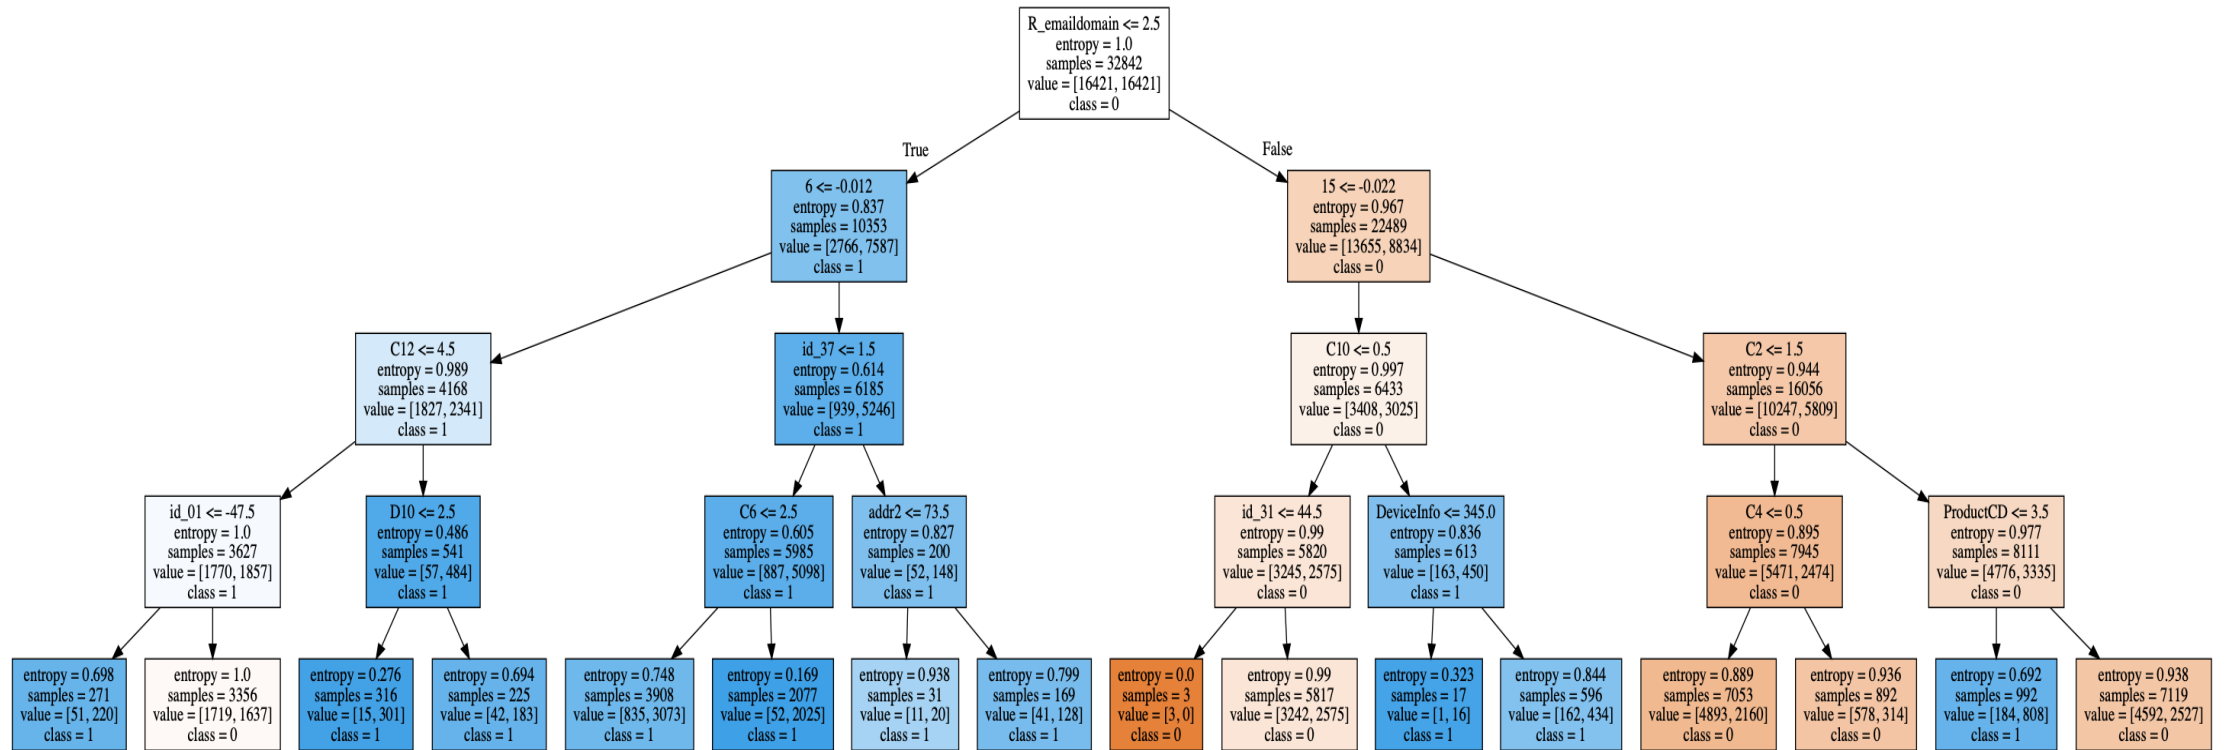 R_emaildomain <= 2.5
entropy = 1.0
samples = 32842
value = [16421, 16421]
class = 0
True
False
6 <= -0.012
entropy = 0.837
samples = 10353
value = [2766, 7587]
class = 1
15 <= -0.022
entropy = 0.967
samples = 22489
value = [13655, 8834]
class = 0
C12 <= 4.5
entropy = 0.989
samples = 4168
value = [1827, 2341]
class = 1
id_37 <= 1.5
entropy = 0.614
samples = 6185
value = [939, 5246]
class = 1
C10 <= 0.5
entropy = 0.997
samples = 6433
value = [3408, 3025]
class = 0
C2 <= 1.5
entropy = 0.944
samples = 16056
value = [10247, 5809]
class = 0
id_01 <= -47.5
entropy = 1.0
samples = 3627
value = [1770, 1857]
class = 1
D10 <= 2.5
entropy = 0.486
samples = 541
value = [57, 484]
class = 1
C6 <= 2.5
entropy = 0.605
samples = 5985
value = [887, 5098]
class = 1
addr2 <= 73.5
entropy = 0.827
samples = 200
value = [52, 148]
class = 1
id_31 <= 44.5
entropy = 0.99
samples = 5820
value = [3245, 2575]
class = 0
DeviceInfo <= 345.0
entropy = 0.836
samples = 613
value = [163, 450]
class = 1
C4 <= 0.5
entropy = 0.895
samples = 7945
value = [5471, 2474]
class = 0
ProductCD <= 3.5
entropy = 0.977
samples = 8111
value = [4776, 3335]
class = 0
entropy = 0.698
samples = 271
value = [51, 220]
class = 1
entropy = 1.0
samples = 3356
value = [1719, 1637]
class = 0
entropy = 0.276
samples = 316
value = [15, 301]
class = 1
entropy = 0.694
samples = 225
value = [42, 183]
class = 1
entropy = 0.748
samples = 3908
value = [835, 3073]
class = 1
entropy = 0.169
samples = 2077
value = [52, 2025]
class = 1
entropy = 0.938
samples = 31
value = [11, 20]
class = 1
entropy = 0.799
samples = 169
value = [41, 128]
class = 1
entropy = 0.0
samples = 3
value = [3, 0]
class = 0
entropy = 0.99
samples = 5817
value = [3242, 2575]
class = 0
entropy = 0.323
samples = 17
value = [1, 16]
class = 1
entropy = 0.844
samples = 596
value = [162, 434]
class = 1
entropy = 0.889
samples = 7053
value = [4893, 2160]
class = 0
entropy = 0.936
samples = 892
value = [578, 314]
class = 0
entropy = 0.692
samples = 992
value = [184, 808]
class = 1
entropy = 0.938
samples = 7119
value = [4592, 2527]
class = 0